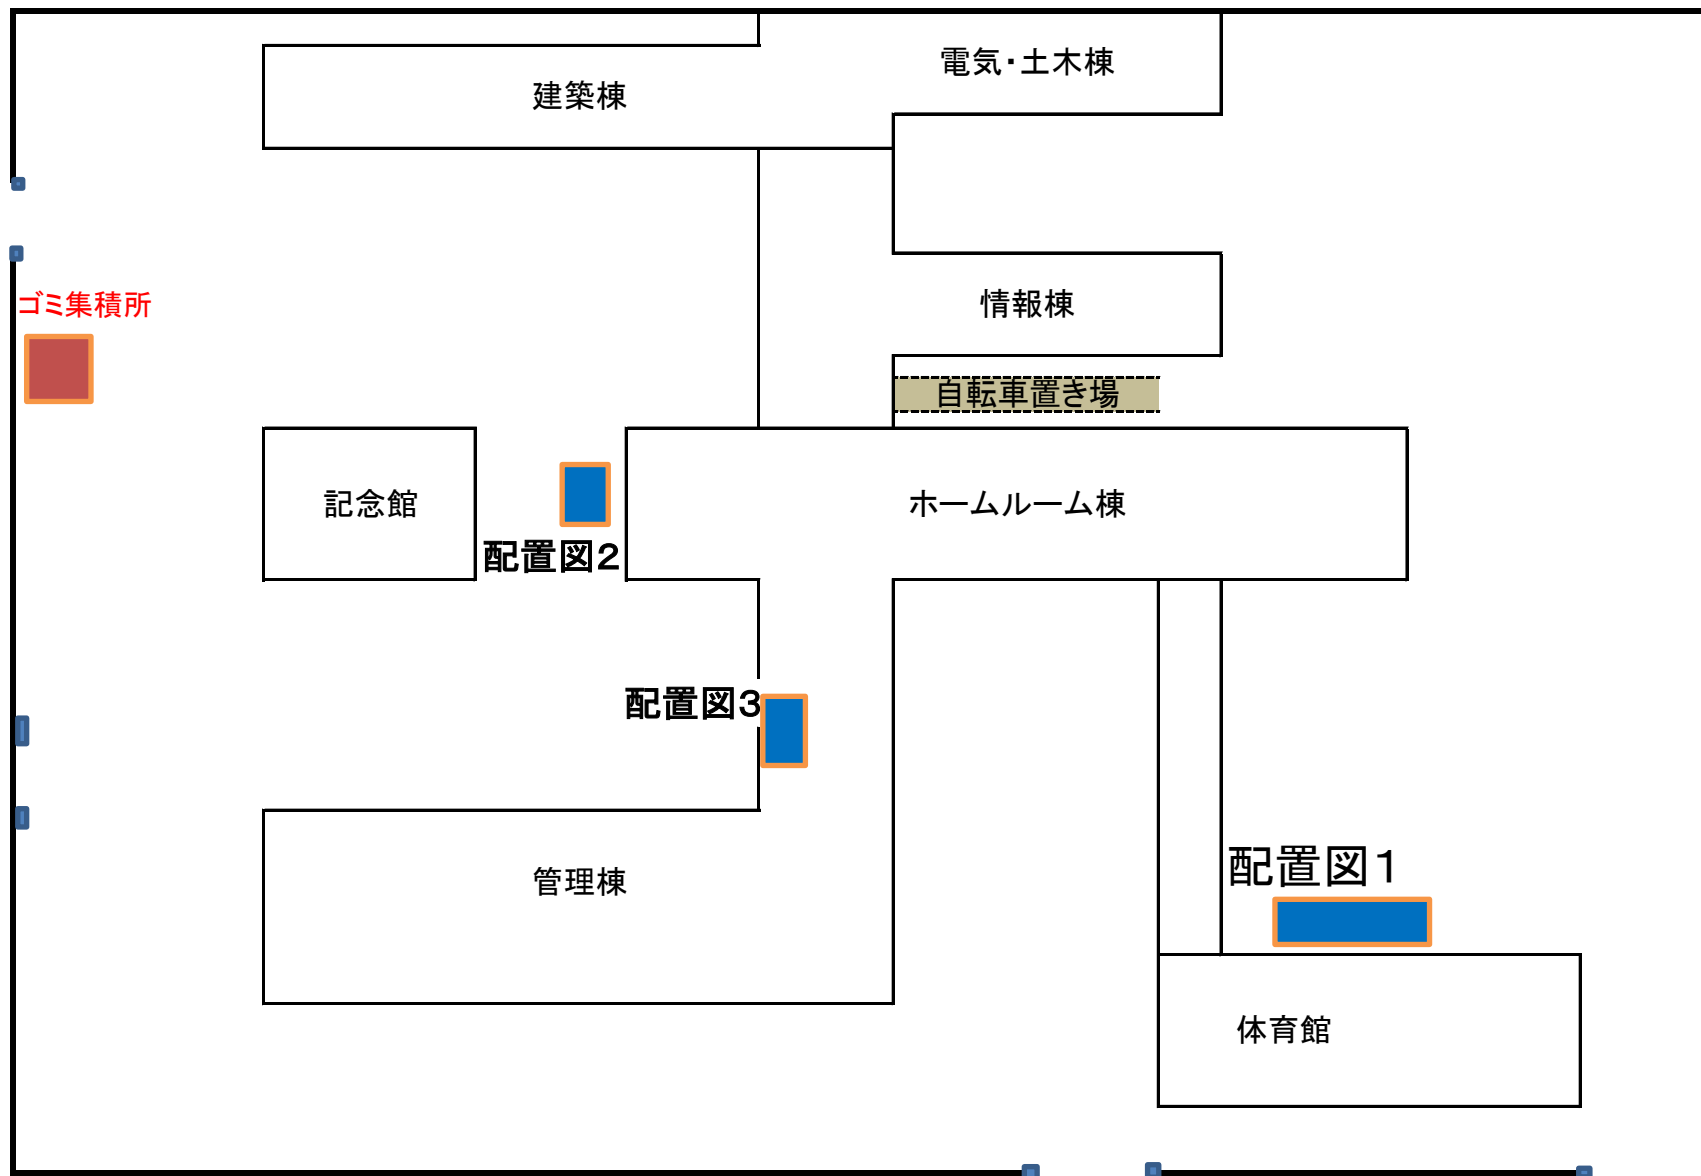 電気・土木棟
建築棟
情報棟
ゴミ集積所
自転車置き場
記念館
ホームルーム棟
配置図2
配置図3
配置図1
管理棟
体育館